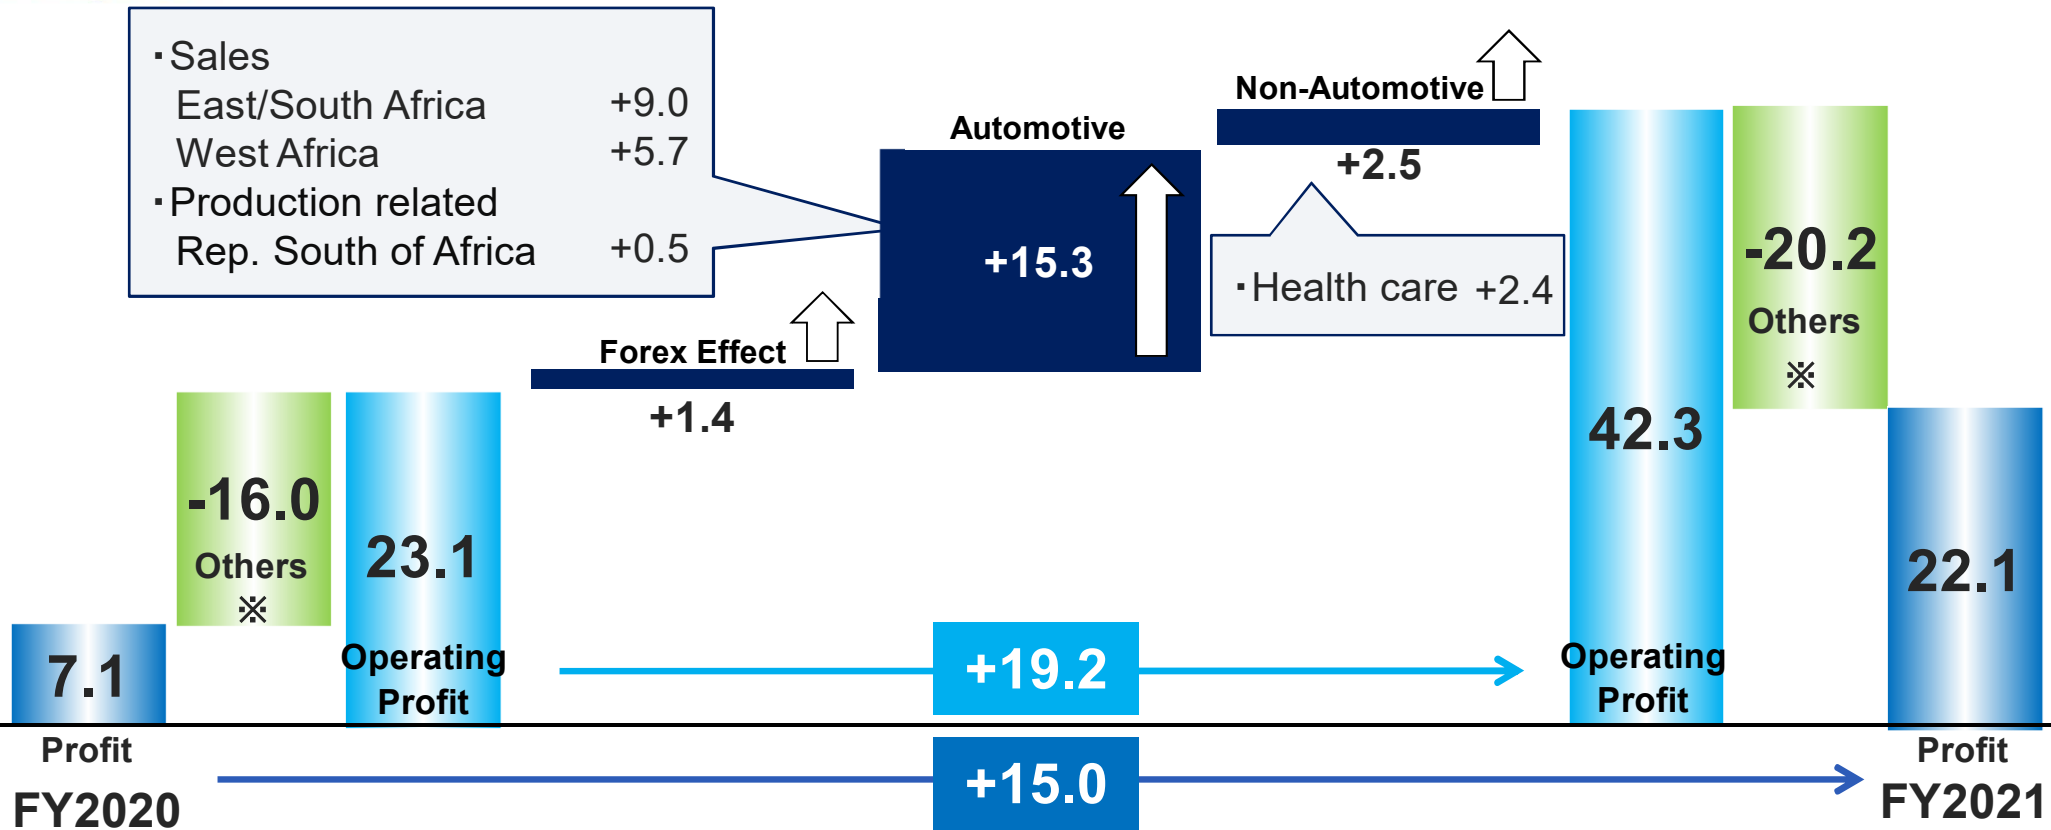 ・Sales
East/South Africa +9.0
West Africa +5.7
・Production related
Rep. South of Africa +0.5
Forex Effect
+1.4
Automotive
+15.3
Non-Automotive
+2.5
・Health care +2.4
-16.0
Others
※
23.1
Operating
Profit
7.1
Profit
FY2020
+19.2
+15.0
42.3
Operating
Profit
-20.2
Others
※
22.1
Profit
FY2021